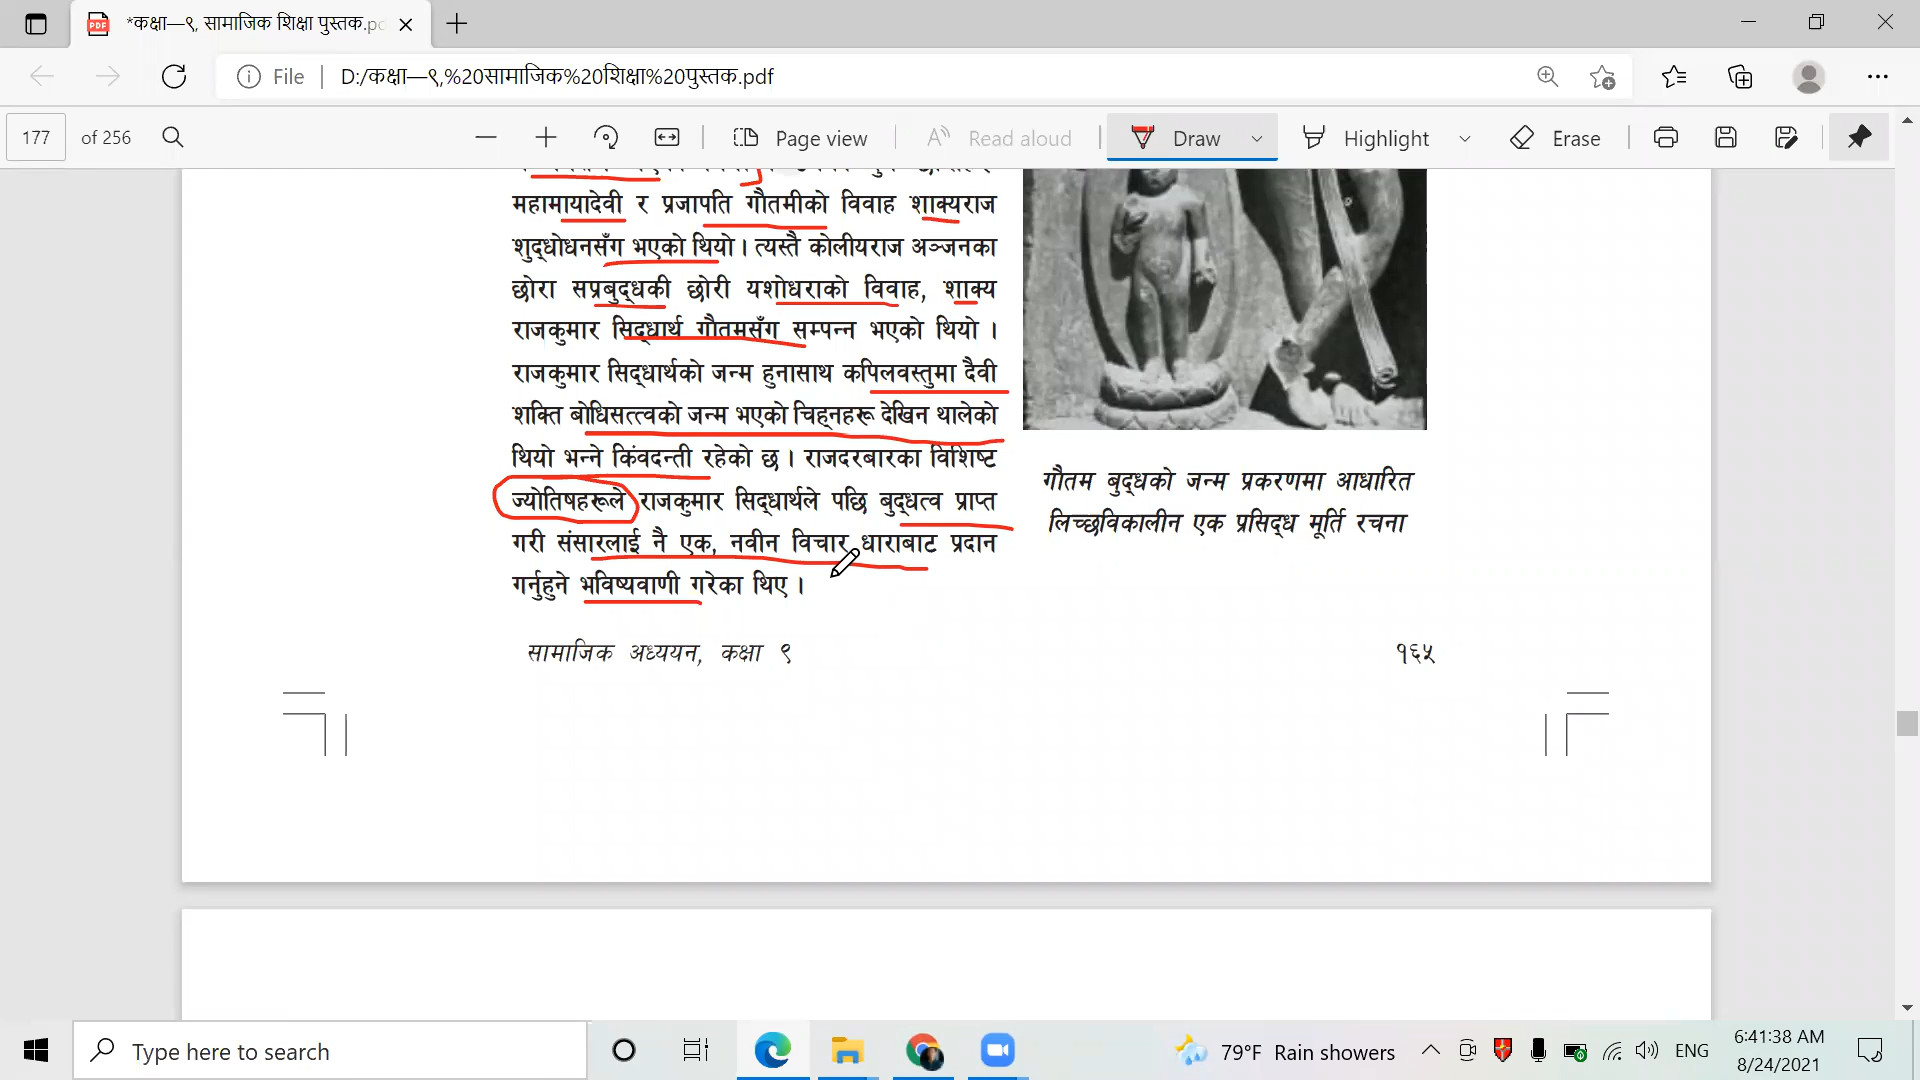 *कक्षा—९, सामाजिक शिक्षा पुस्तक.pdf
File
D:/कक्षा—९,%20सामाजिक%20शिक्षा%20पुस्तक.pdf
177 of 256
Page view
Read aloud
Draw
Highlight
Erase
महामायादेवी र प्रजापति गौतमीको विवाह शाक्यराज
शुद्धोधनसँग भएको थियो । त्यस्तै कोलीयराज अञ्जनका
छोरा सप्रबुद्धकी छोरी यशोधराको विवाह, शाक्य
राजकुमार सिद्धार्थ गौतमसँग सम्पन्न भएको थियो ।
राजकुमार सिद्धार्थको जन्म हुनासाथ कपिलवस्तुमा दैवी
शक्ति बोधिसत्त्वको जन्म भएको चिह्नहरू देखिन थालेको
थियो भन्ने किंवदन्ती रहेको छ । राजदरबारका विशिष्ट
ज्योतिषहरूले राजकुमार सिद्धार्थले पछि बुद्धत्व प्राप्त
गरी संसारलाई नै एक, नवीन विचार धाराबाट प्रदान
गर्नुहुने भविष्यवाणी गरेका थिए ।
गौतम बुद्धको जन्म प्रकरणमा आधारित
लिच्छविकालीन एक प्रसिद्ध मूर्ति रचना
सामाजिक अध्ययन, कक्षा ९
१६५
Type here to search
79°F Rain showers
ENG
6:41:38 AM
8/24/2021